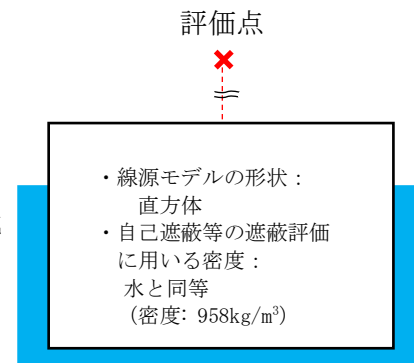 評価点
・線源モデルの形状：
直方体
・自己遮蔽等の遮蔽評価
に用いる密度：
水と同等
(密度: 958kg/m³)